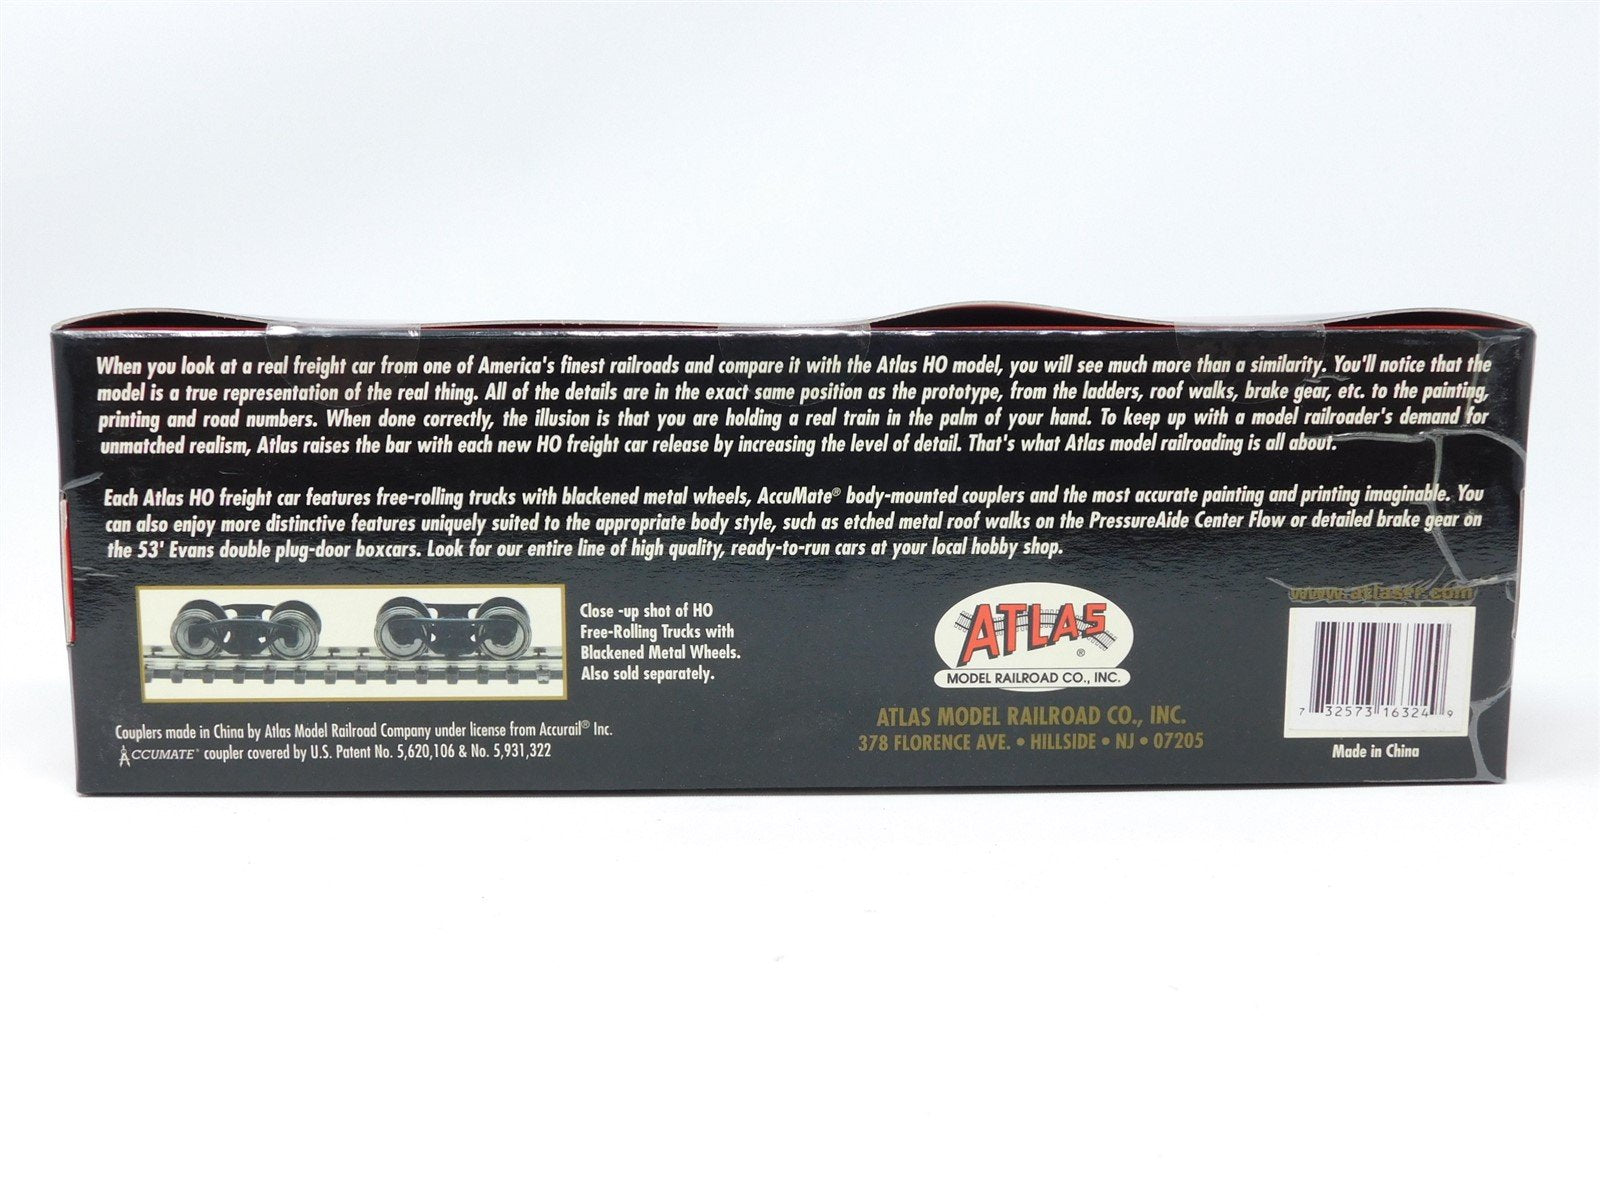 When you look at a real freight car from one of America's finest railroads and compare it with the Atlas HO model, you will see much more than a similarity. You'll notice that the
model is a true representation of the real thing. All of the details are in the exact same position as the prototype, from the ladders, roof walks, brake gear, etc. to the painting,
printing and road numbers. When done correctly, the illusion is that you are holding a real train in the palm of your hand. To keep up with a model railroader's demand for
unmatched realism, Atlas raises the bar with each new HO freight car release by increasing the level of detail. That's what Atlas model railroading is all about.
Each Atlas HO freight car features free-rolling trucks with blackened metal wheels, AccuMate® body-mounted couplers and the most accurate painting and printing imaginable. You
can also enjoy more distinctive features uniquely suited to the appropriate body style, such as etched metal roof walks on the PressureAide Center Flow or detailed brake gear on
the 53' Evans double plug-door boxcars. Look for our entire line of high quality, ready-to-run cars at your local hobby shop.
Close -up shot of HO
Free-Rolling Trucks with
Blackened Metal Wheels.
Also sold separately.
Couplers made in China by Atlas Model Railroad Company under license from Accurail® Inc.
ACCUMATE® coupler covered by U.S. Patent No. 5,620,106 & No. 5,931,322
ATLAS®
MODEL RAILROAD CO., INC.
ATLAS MODEL RAILROAD CO., INC.
378 FLORENCE AVE. • HILLSIDE • NJ • 07205
www.atlasrr.com
7 32573 16324 9
Made in China